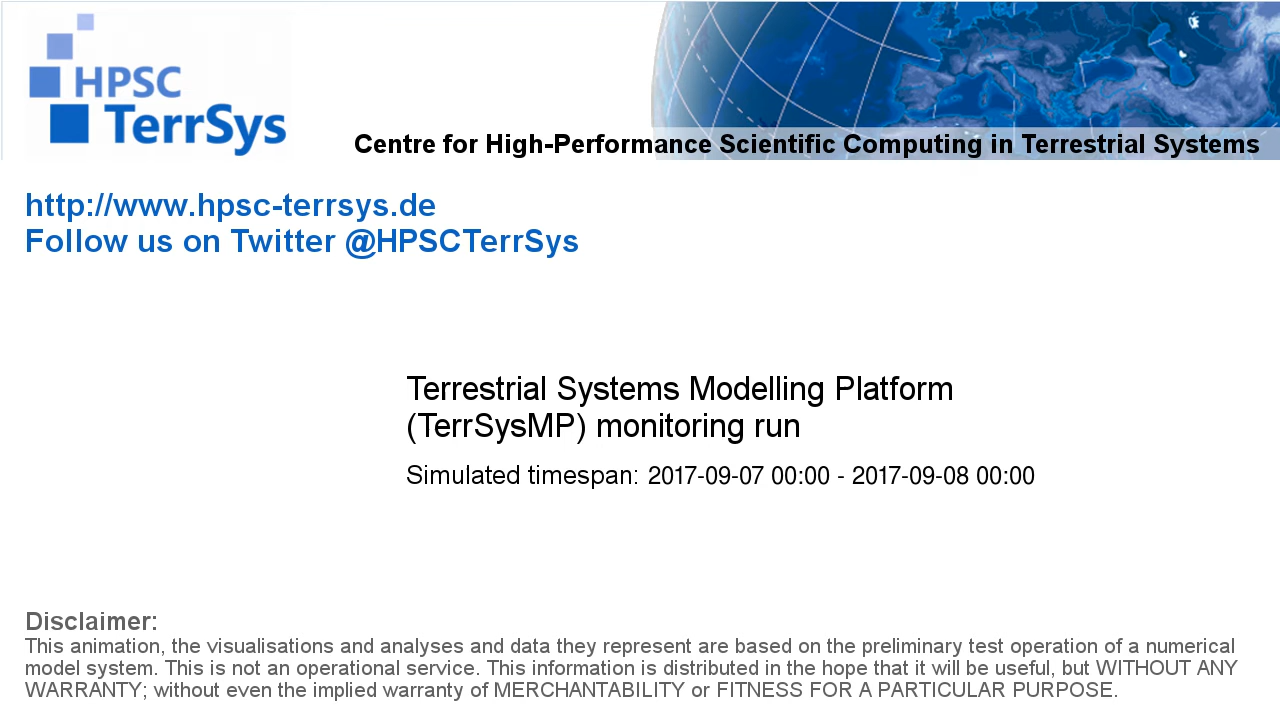 HPSC
TerrSys
Centre for High-Performance Scientific Computing in Terrestrial Systems
http://www.hpsc-terrsys.de
Follow us on Twitter @HPSCTerrSys
Terrestrial Systems Modelling Platform
(TerrSysMP) monitoring run
Simulated timespan: 2017-09-07 00:00 - 2017-09-08 00:00
Disclaimer:
This animation, the visualisations and analyses and data they represent are based on the preliminary test operation of a numerical
model system. This is not an operational service. This information is distributed in the hope that it will be useful, but WITHOUT ANY
WARRANTY; without even the implied warranty of MERCHANTABILITY or FITNESS FOR A PARTICULAR PURPOSE.